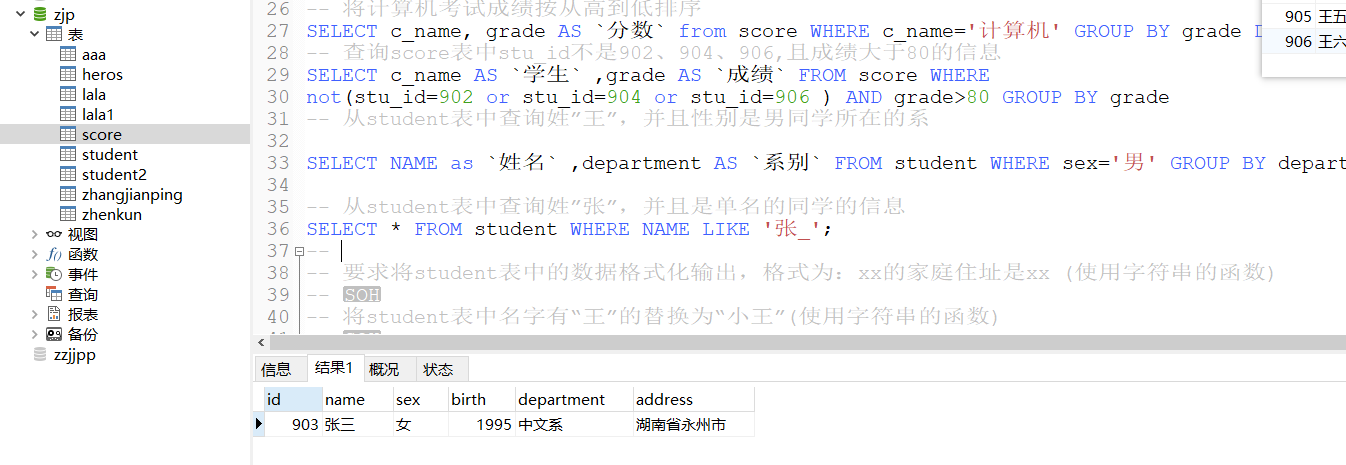 zjp
表
aaa
heros
lala
lala1
score
student
student2
zhangjianping
zhenkun
视图
函数
事件
查询
报表
备份
zzjjpp
26 -- 将计算机考试成绩按从高到低排序
27 SELECT c_name, grade AS `分数` from score WHERE c_name='计算机' GROUP BY grade D
28 -- 查询score表中stu_id不是902、904、906,且成绩大于80的信息
29 SELECT c_name AS `学生` ,grade AS `成绩` FROM score WHERE
30 not(stu_id=902 or stu_id=904 or stu_id=906 ) AND grade>80 GROUP BY grade
31 -- 从student表中查询姓”王”，并且性别是男同学所在的系
32
33 SELECT NAME as `姓名` ,department AS `系别` FROM student WHERE sex='男' GROUP BY depart
34
35 -- 从student表中查询姓”张”，并且是单名的同学的信息
36 SELECT * FROM student WHERE NAME LIKE '张_';
37 --
38 -- 要求将student表中的数据格式化输出，格式为：xx的家庭住址是xx (使用字符串的函数)
39 -- SOH
40 -- 将student表中名字有“王”的替换为“小王”(使用字符串的函数)
905 王五
906 王六
信息 结果1 概况 状态
id name sex birth department address
903 张三 女 1995 中文系 湖南省永州市